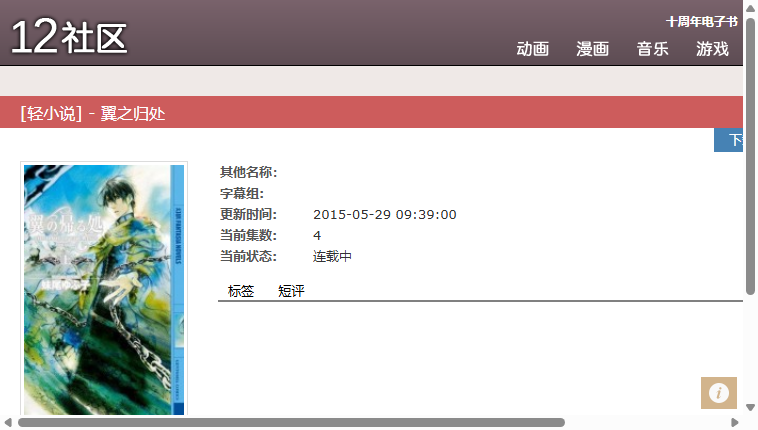 12社区
十周年电子书
动画 漫画 音乐 游戏
[轻小说] - 翼之归处
其他名称:
字幕组:
更新时间: 2015-05-29 09:39:00
当前集数: 4
当前状态: 连载中
标签 短评
翼の帰る処
上
妹尾ゆふ子